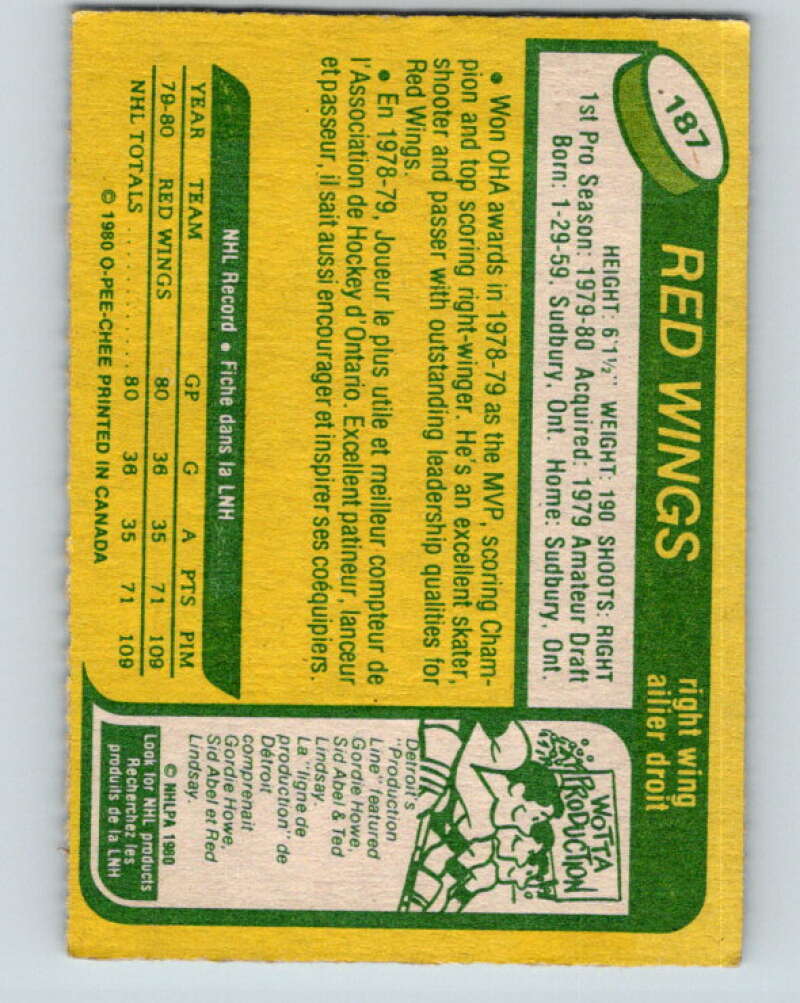 187
RED WINGS
right wing
ailier droit
HEIGHT: 6'1½" WEIGHT: 190 SHOOTS: RIGHT
1st Pro Season: 1979-80 Acquired: 1979 Amateur Draft
Born: 1-29-59, Sudbury, Ont. Home: Sudbury, Ont.
• Won OHA awards in 1978-79 as the MVP, scoring Cham-
pion and top scoring right-winger. He's an excellent skater,
shooter and passer with outstanding leadership qualities for
Red Wings.
• En 1978-79, Joueur le plus utile et meilleur compteur de
l'Association de Hockey d'Ontario. Excellent patineur, lanceur
et passeur, il sait aussi encourager et inspirer ses coéquipiers.
NHL Record • Fiche dans la LNH
YEAR TEAM GP G A PTS PIM
79-80 RED WINGS 80 36 35 71 109
NHL TOTALS ............ 80 36 35 71 109
© 1980 O-PEE-CHEE PRINTED IN CANADA
WOTTA
PRODUCTION
Detroit's
"Production
Line" featured
Gordie Howe,
Sid Abel & Ted
Lindsay.
La "ligne de
production" de
Détroit
comprenait
Gordie Howe,
Sid Abel et Red
Lindsay.
© NHLPA 1980
Look for NHL products
Recherchez les
produits de la LNH